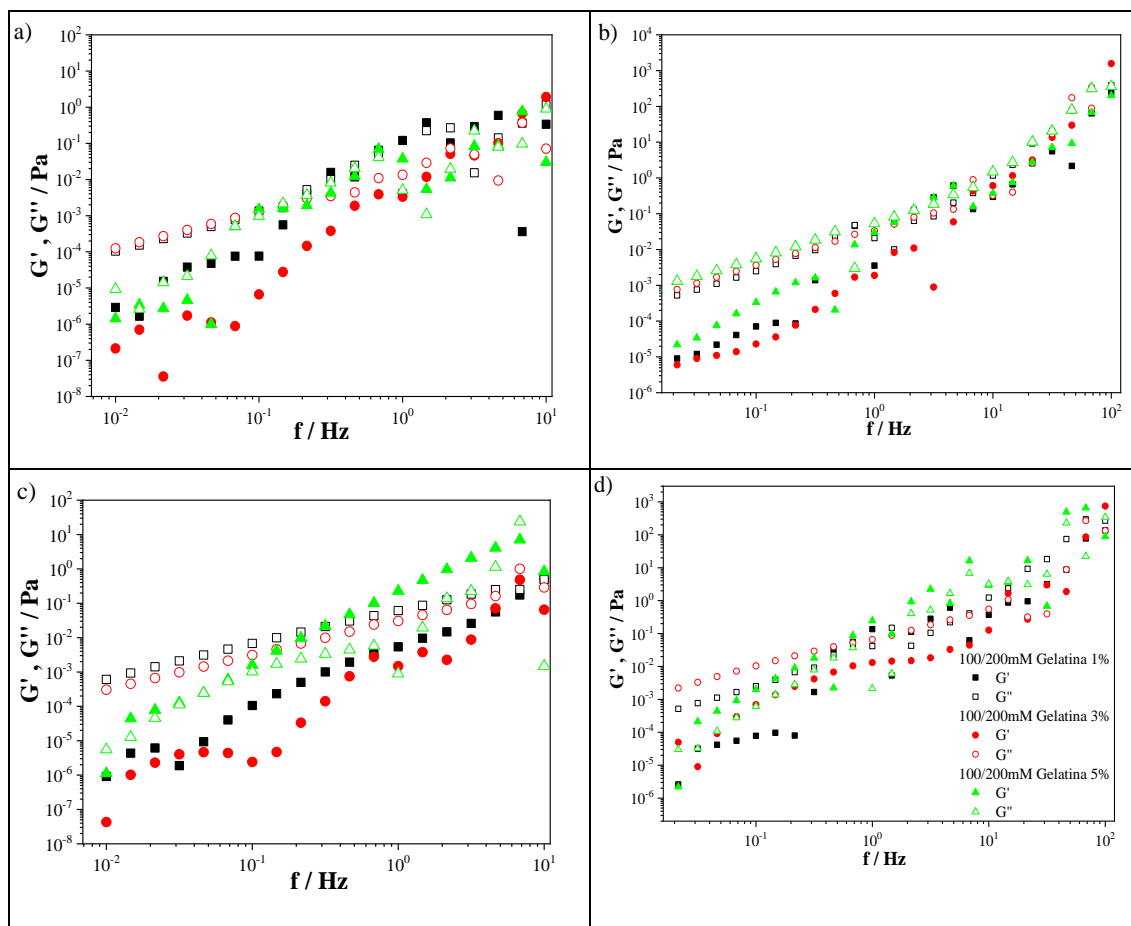 a)
10²
10¹
10⁰
10⁻¹
10⁻²
10⁻³
10⁻⁴
10⁻⁵
10⁻⁶
10⁻⁷
10⁻⁸
G', G'' / Pa
10⁻² 10⁻¹ 10⁰ 10¹
f / Hz
b)
10⁴
10³
10²
10¹
10⁰
10⁻¹
10⁻²
10⁻³
10⁻⁴
10⁻⁵
10⁻⁶
G', G'' / Pa
10⁻¹ 10⁰ 10¹ 10²
f / Hz
c)
10²
10¹
10⁰
10⁻¹
10⁻²
10⁻³
10⁻⁴
10⁻⁵
10⁻⁶
10⁻⁷
10⁻⁸
G', G'' / Pa
10⁻² 10⁻¹ 10⁰ 10¹
f / Hz
d)
10³
10²
10¹
10⁰
10⁻¹
10⁻²
10⁻³
10⁻⁴
10⁻⁵
10⁻⁶
G', G'' / Pa
100/200mM Gelatina 1%
G'
G''
100/200mM Gelatina 3%
G'
G''
100/200mM Gelatina 5%
G'
G''
10⁻¹ 10⁰ 10¹ 10²
f / Hz